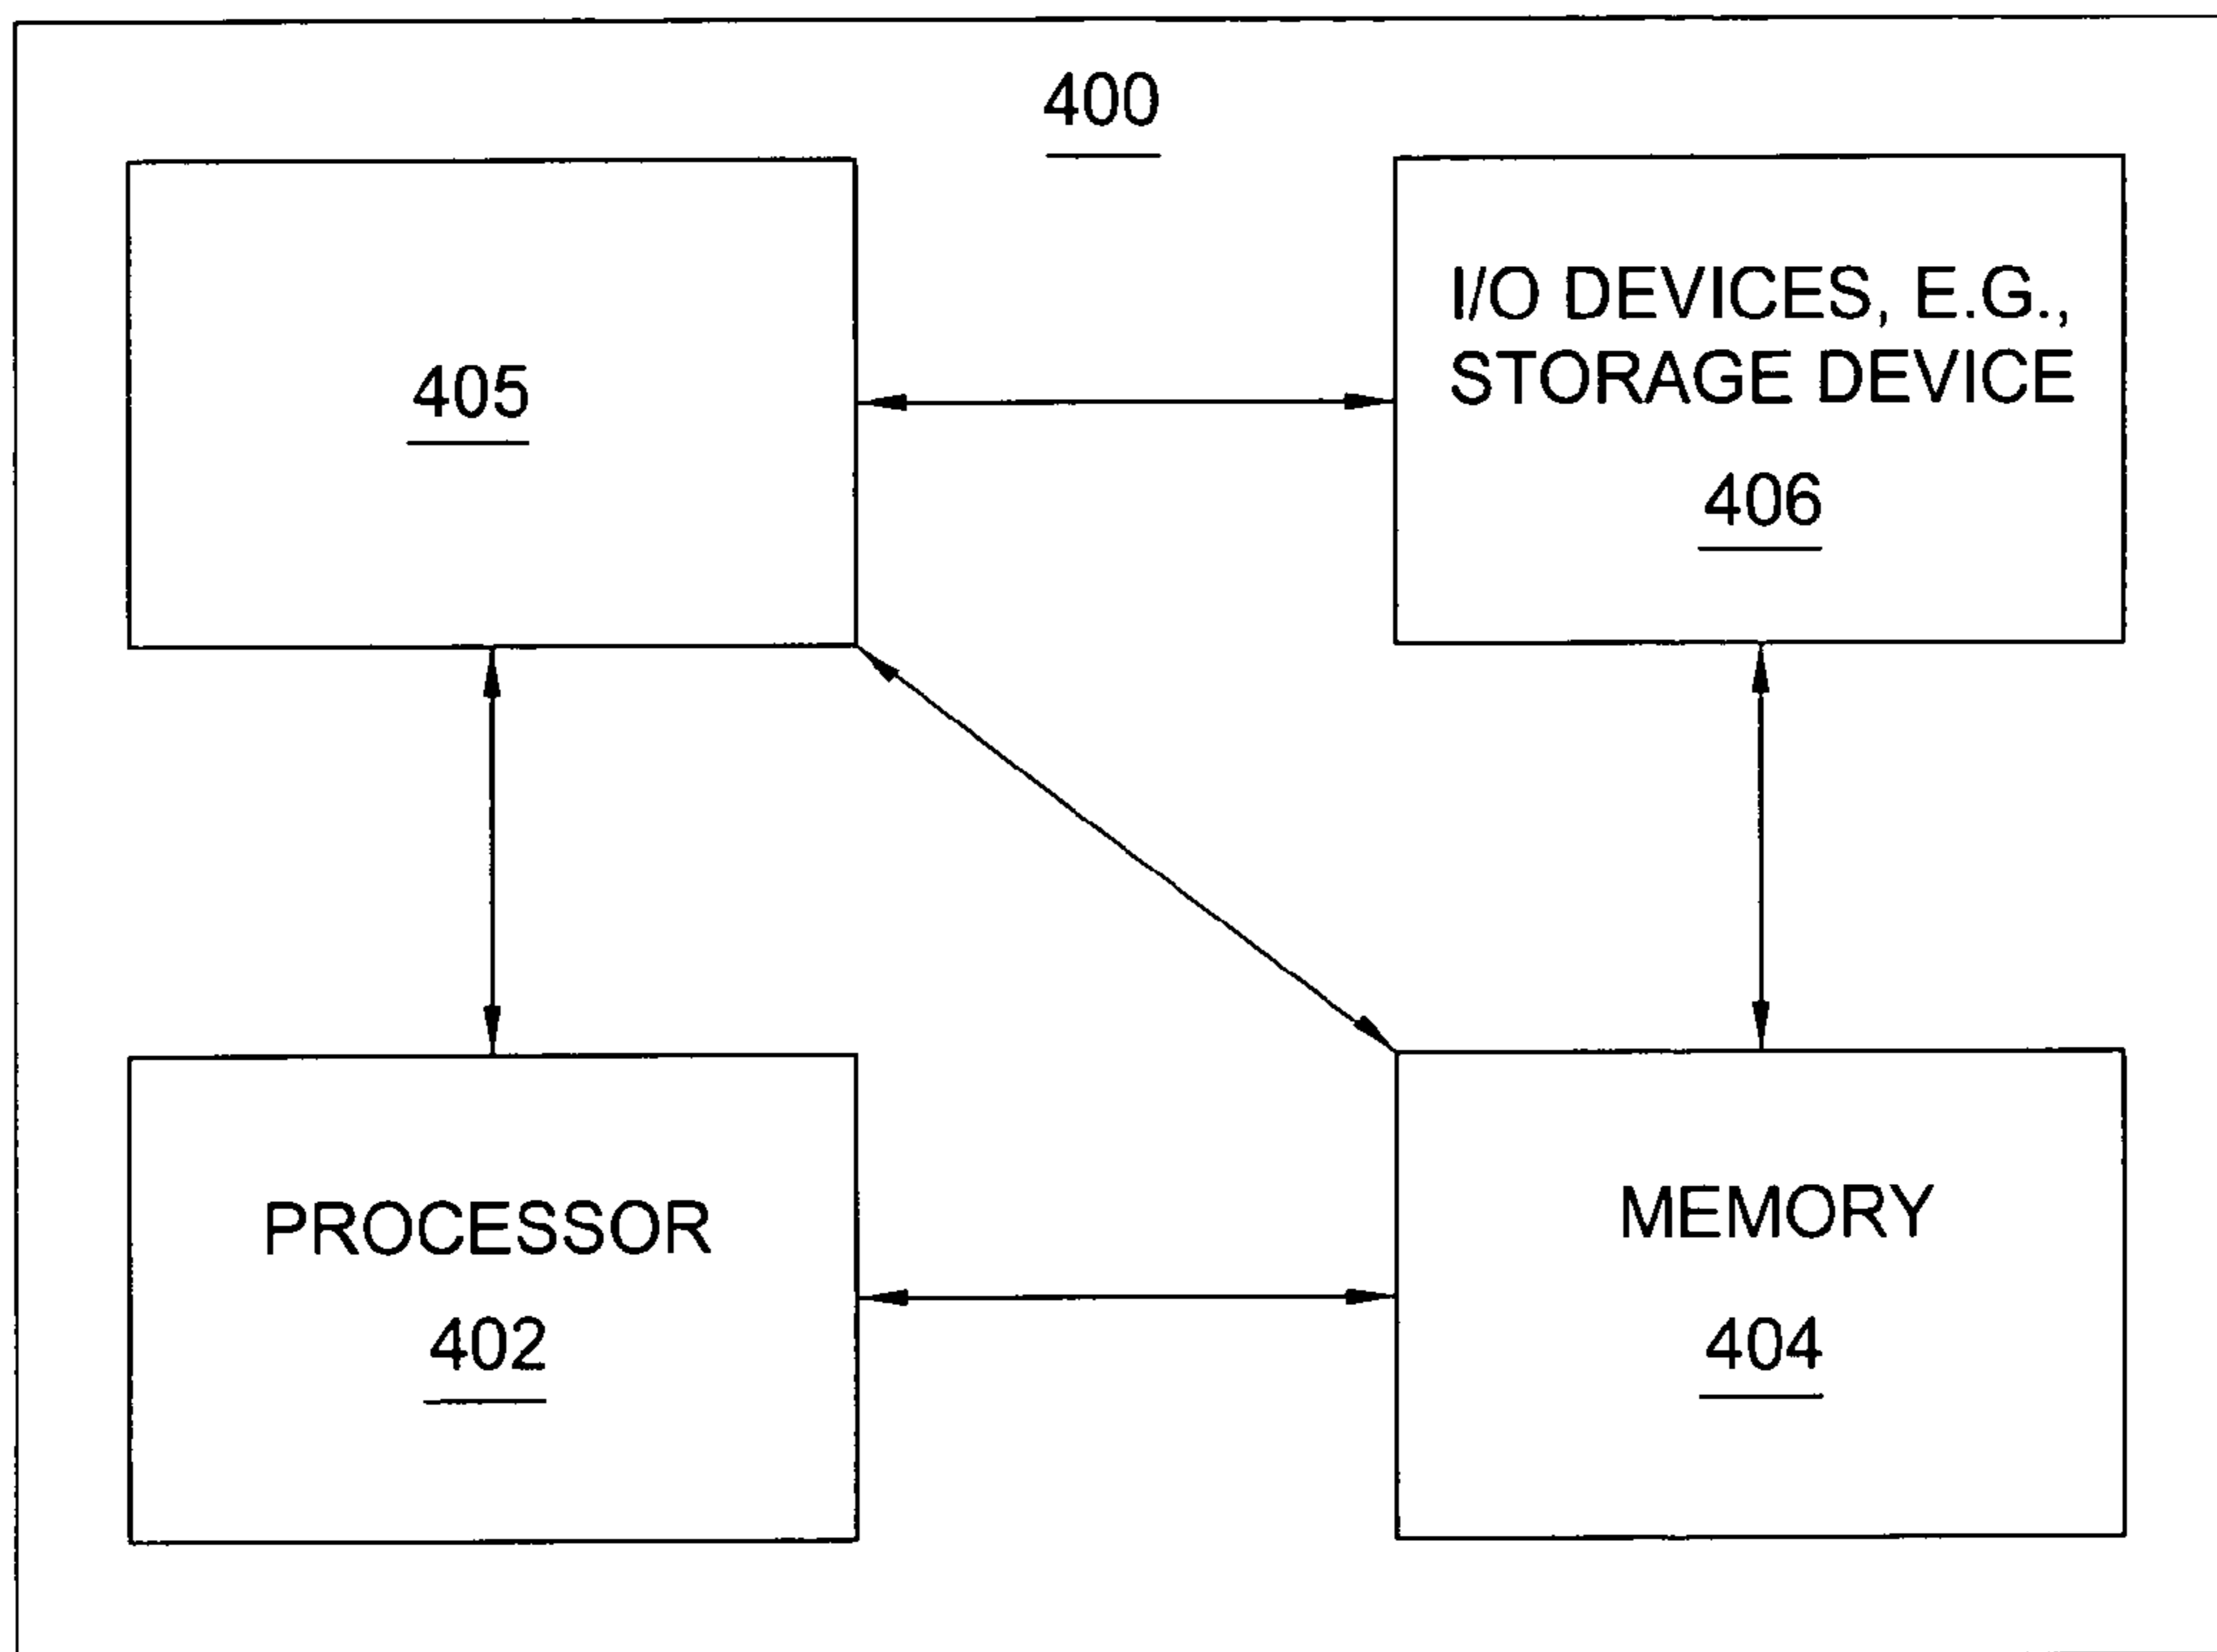 400
405
I/O DEVICES, E.G.,
STORAGE DEVICE
406
PROCESSOR
402
MEMORY
404